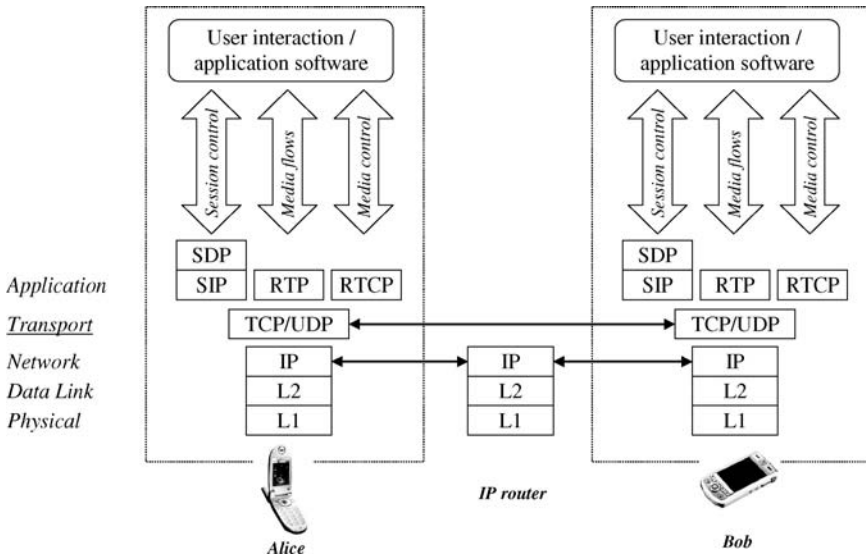 User interaction /
application software
User interaction /
application software
Session control
Media flows
Media control
Session control
Media flows
Media control
SDP
SDP
Application
SIP
RTP
RTCP
SIP
RTP
RTCP
Transport
TCP/UDP
TCP/UDP
Network
IP
IP
IP
Data Link
L2
L2
L2
Physical
L1
L1
L1
IP router
Alice
Bob